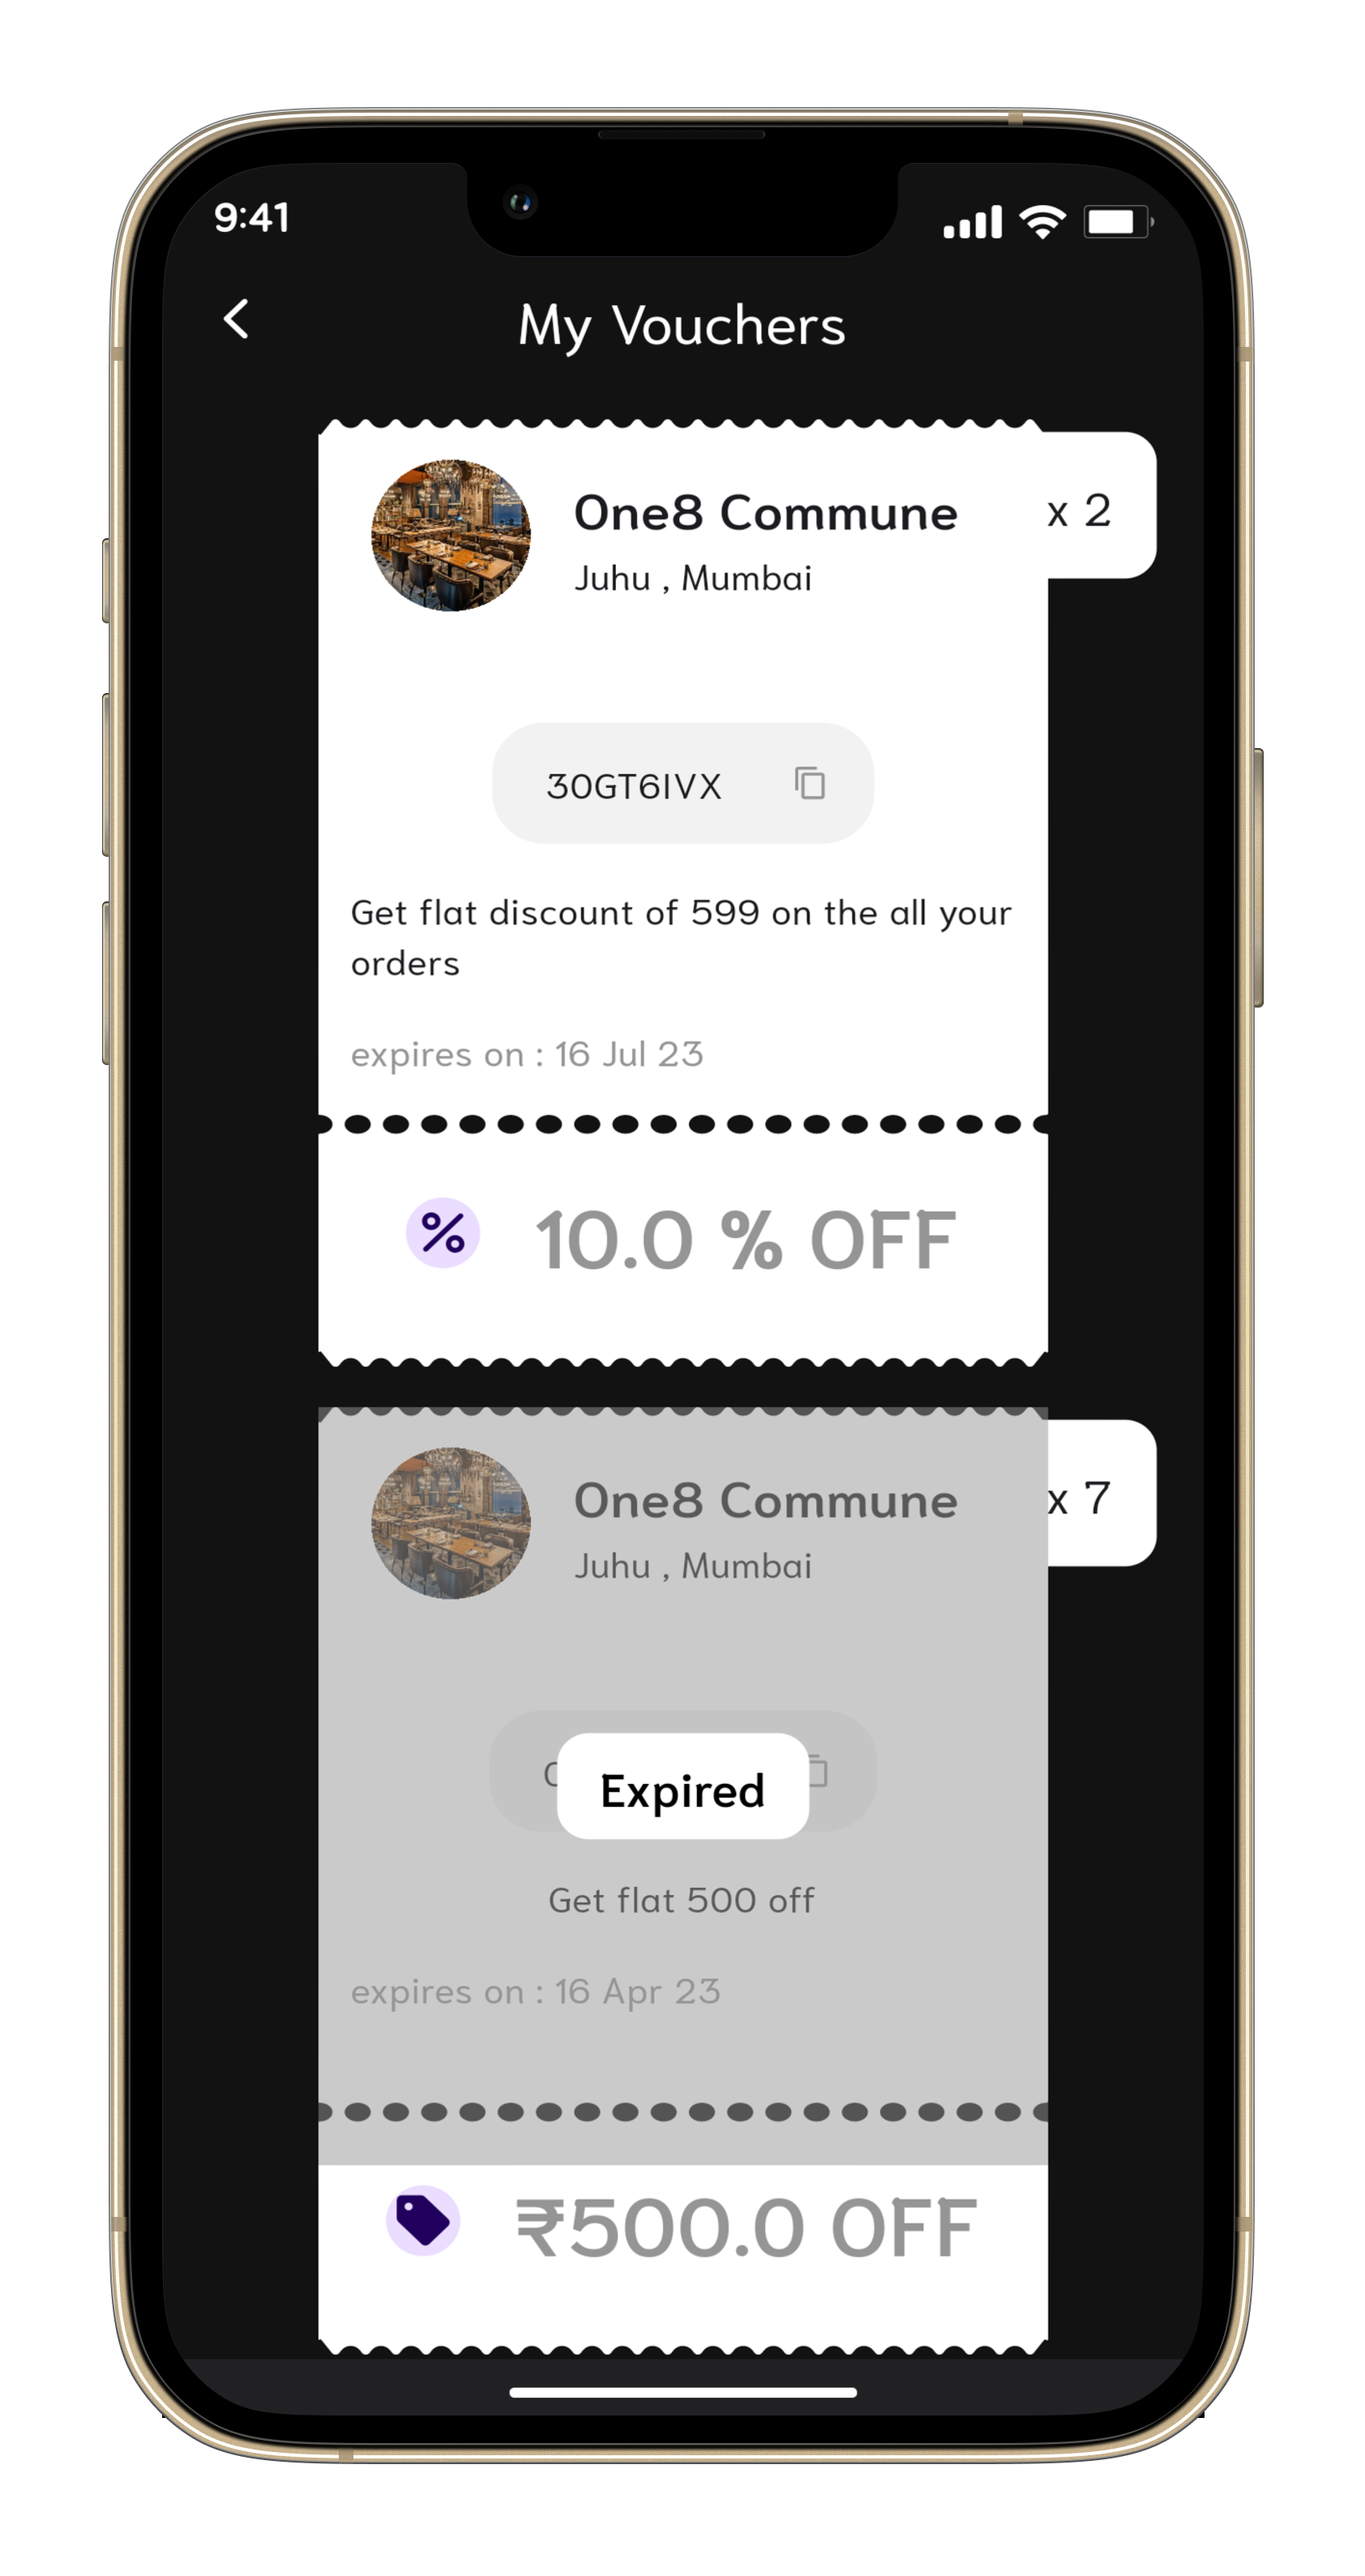 9:41
My Vouchers
One8 Commune
x 2
Juhu , Mumbai
30GT6IVX
Get flat discount of 599 on the all your
orders
expires on : 16 Jul 23
10.0 % OFF
One8 Commune
x 7
Juhu , Mumbai
Expired
Get flat 500 off
expires on : 16 Apr 23
₹500.0 OFF